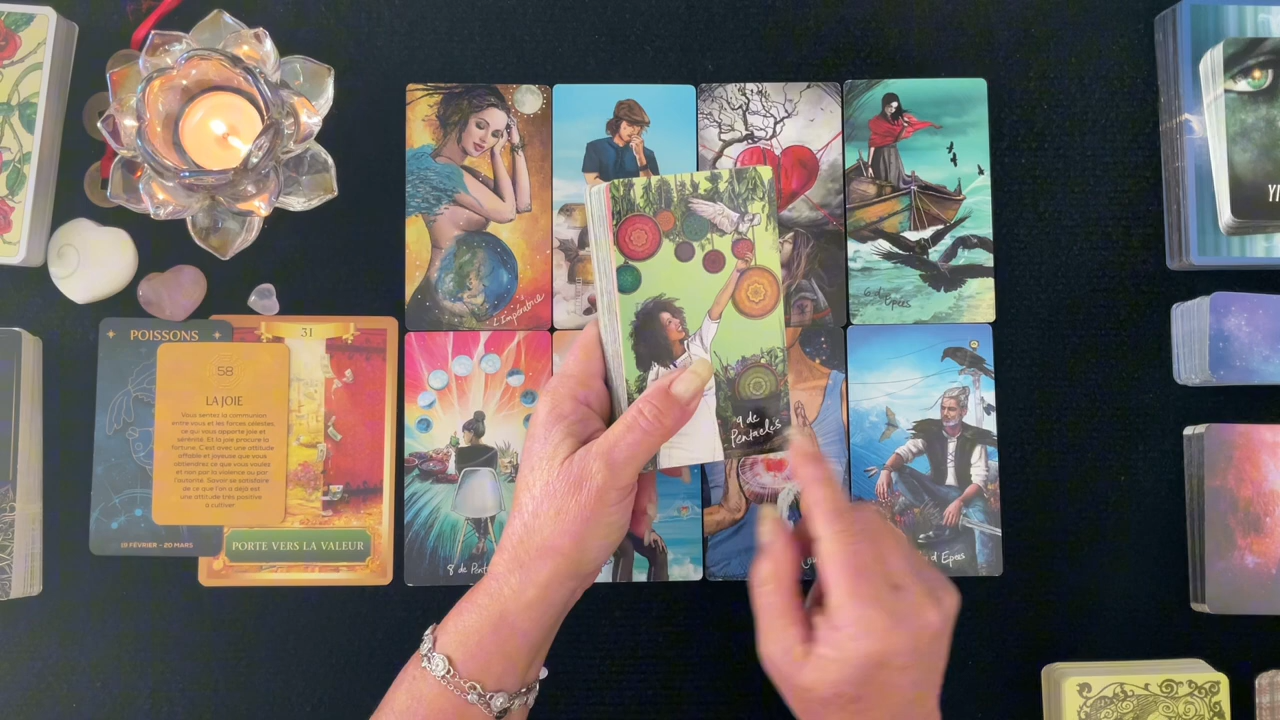 L'Impératrice
6 de
Épées
POISSONS
58
LA JOIE
Vous sentez la communion
entre vous et les forces célestes,
ce qui vous apporte joie et
sérénité. Et la joie procure la
fortune. C'est avec une attitude
affable et joyeuse que vous
obtiendrez ce que vous voulez
et non par la violence ou par
l'autorité. Savoir se satisfaire
de ce que l'on a déjà est
une attitude très positive
à cultiver.
19 FÉVRIER - 20 MARS
31
PORTE VERS LA VALEUR
9 de
Pentacles
8 de Pent
d'Épées